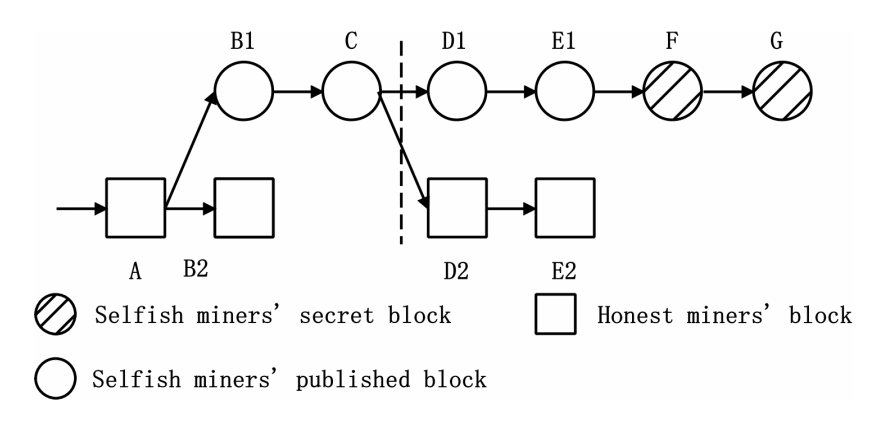 B1 C D1 E1 F G
A B2 D2 E2
Selfish miners' secret block
Honest miners' block
Selfish miners' published block